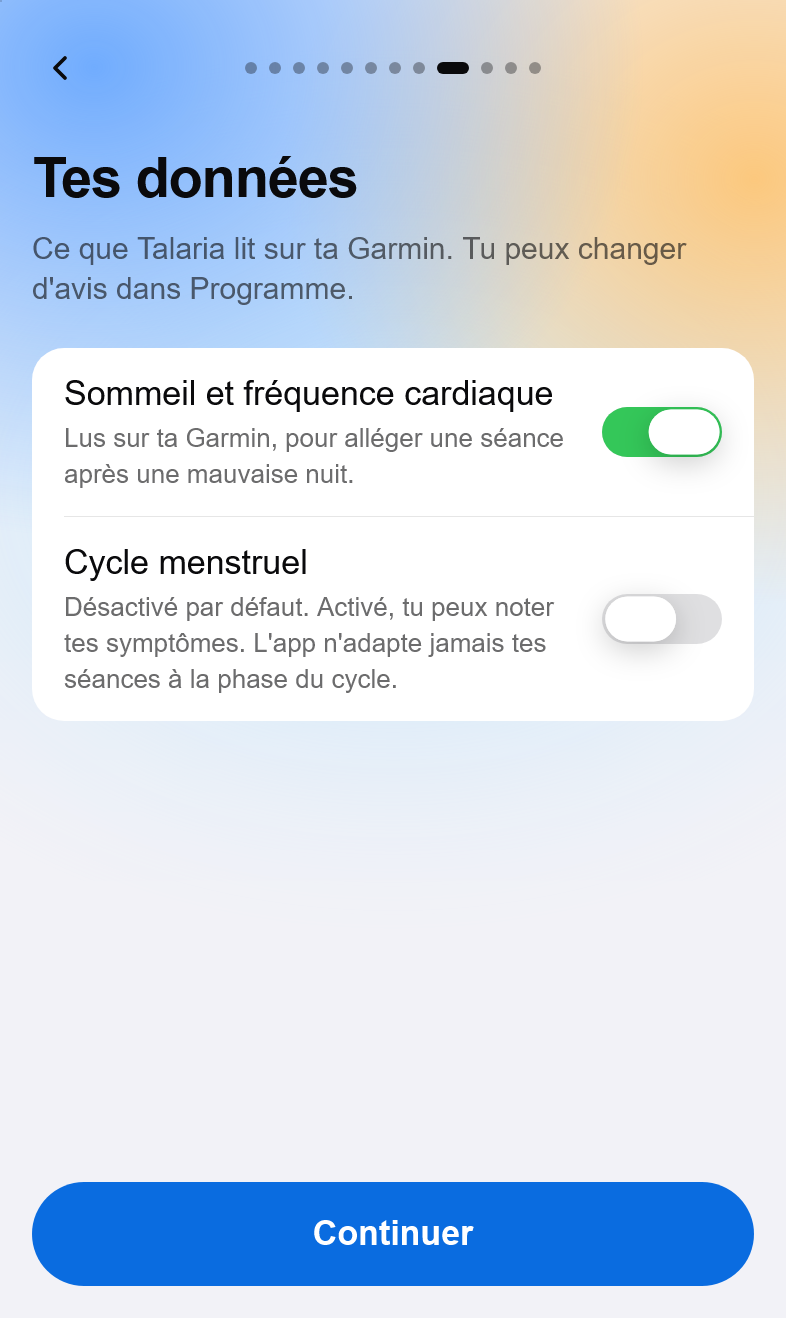 Tes données
Ce que Talaria lit sur ta Garmin. Tu peux changer
d'avis dans Programme.
Sommeil et fréquence cardiaque
Lus sur ta Garmin, pour alléger une séance
après une mauvaise nuit.
Cycle menstruel
Désactivé par défaut. Activé, tu peux noter
tes symptômes. L'app n'adapte jamais tes
séances à la phase du cycle.
Continuer